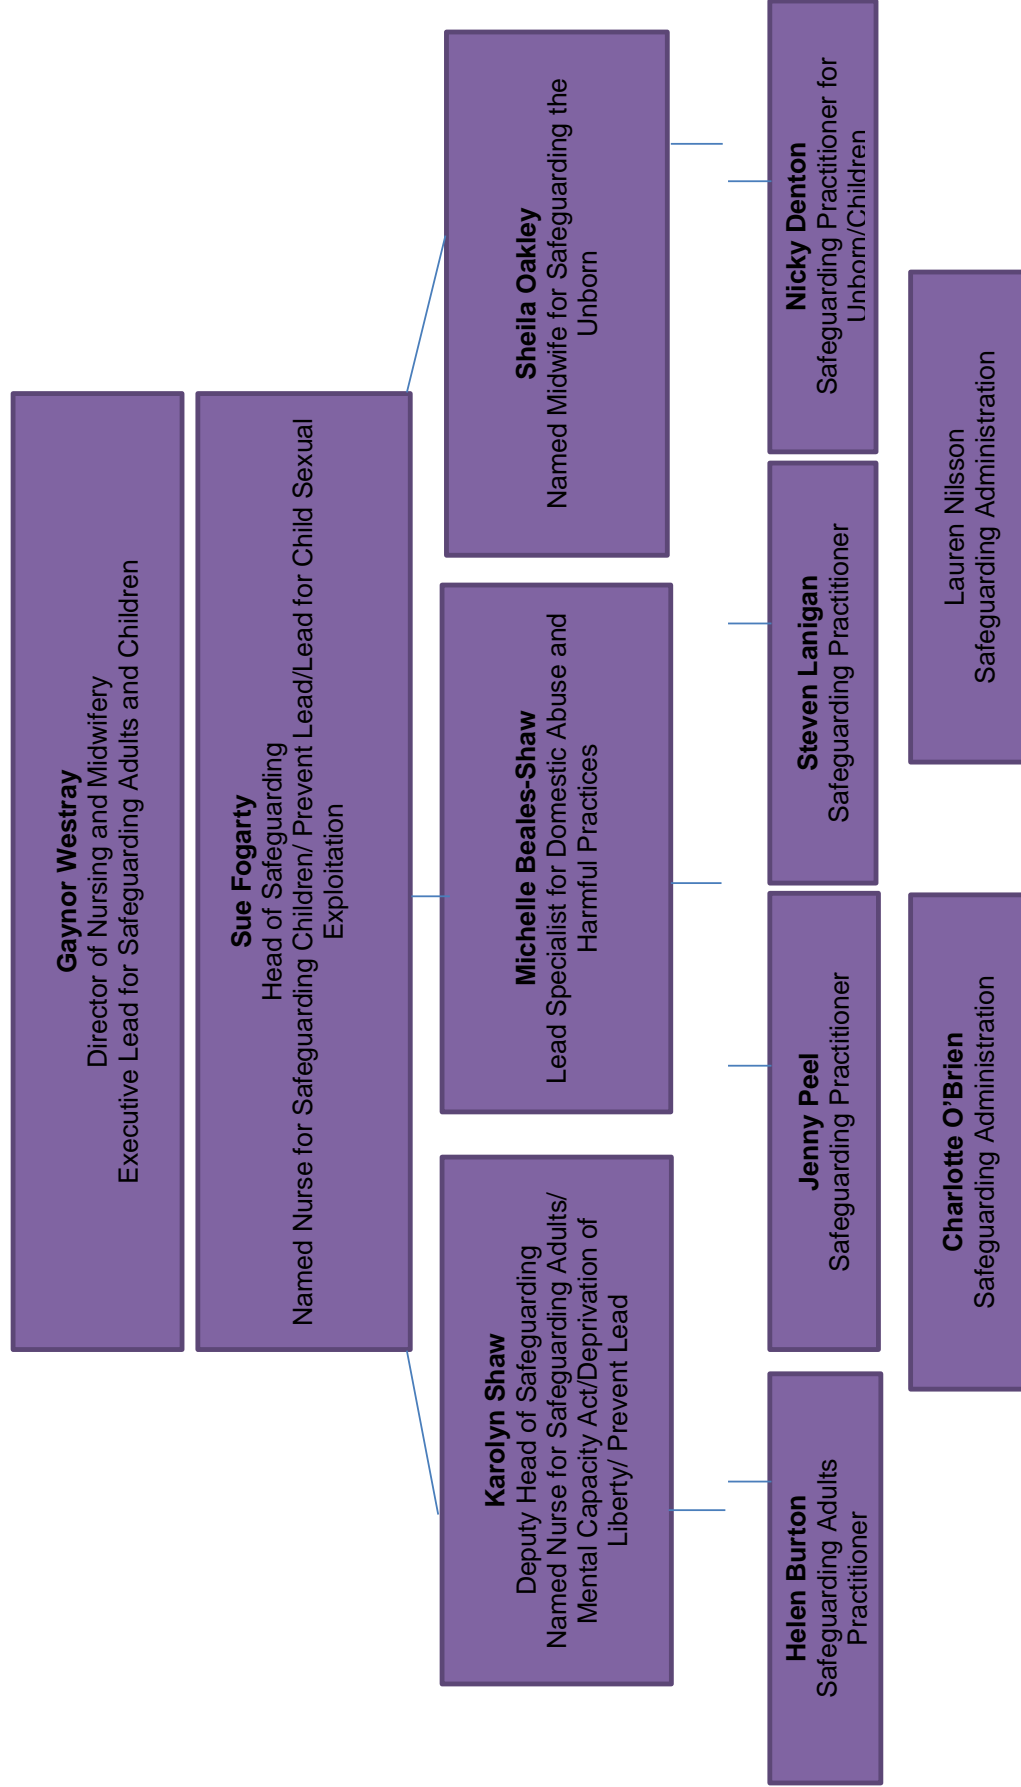 Gaynor Westray
Director of Nursing and Midwifery
Executive Lead for Safeguarding Adults and Children
Sue Fogarty
Head of Safeguarding
Named Nurse for Safeguarding Children/ Prevent Lead/Lead for Child Sexual
Exploitation
Karolyn Shaw
Deputy Head of Safeguarding
Named Nurse for Safeguarding Adults/
Mental Capacity Act/Deprivation of
Liberty/ Prevent Lead
Michelle Beales-Shaw
Lead Specialist for Domestic Abuse and
Harmful Practices
Sheila Oakley
Named Midwife for Safeguarding the
Unborn
Helen Burton
Safeguarding Adults
Practitioner
Jenny Peel
Safeguarding Practitioner
Steven Lanigan
Safeguarding Practitioner
Nicky Denton
Safeguarding Practitioner for
Unborn/Children
Charlotte O’Brien
Safeguarding Administration
Lauren Nilsson
Safeguarding Administration